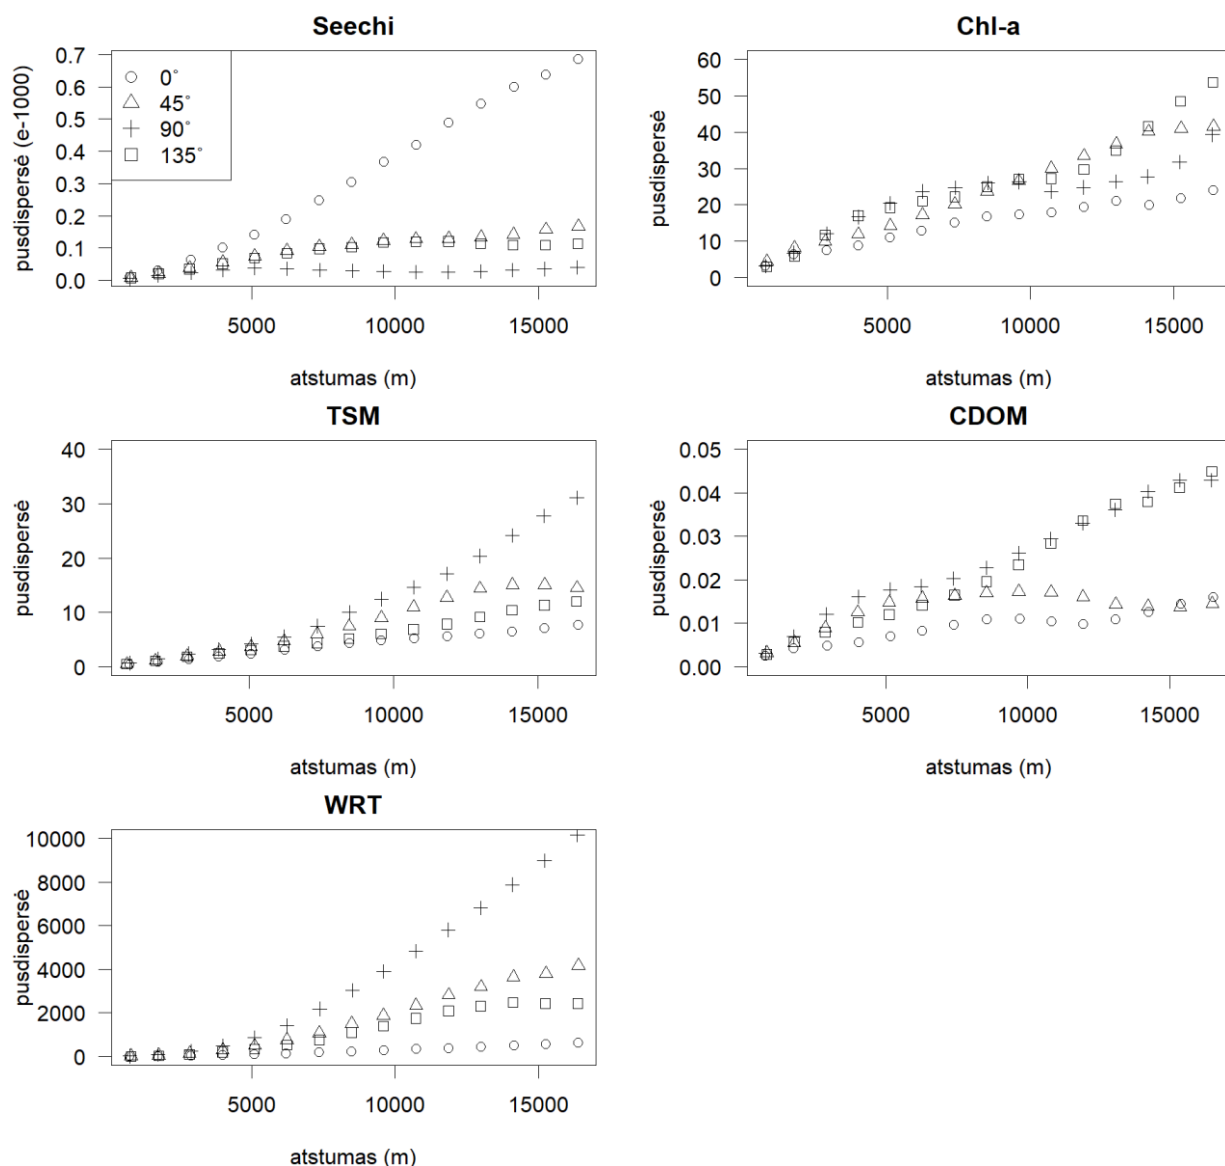 Seechi
pusdispersė (e-1000)
0.7
0.6
0.5
0.4
0.3
0.2
0.1
0.0
0°
45°
90°
135°
5000 10000 15000
atstumas (m)
Chl-a
pusdispersė
60
50
40
30
20
10
0
5000 10000 15000
atstumas (m)
TSM
pusdispersė
40
30
20
10
0
5000 10000 15000
atstumas (m)
CDOM
pusdispersė
0.05
0.04
0.03
0.02
0.01
0.00
5000 10000 15000
atstumas (m)
WRT
pusdispersė
10000
8000
6000
4000
2000
0
5000 10000 15000
atstumas (m)